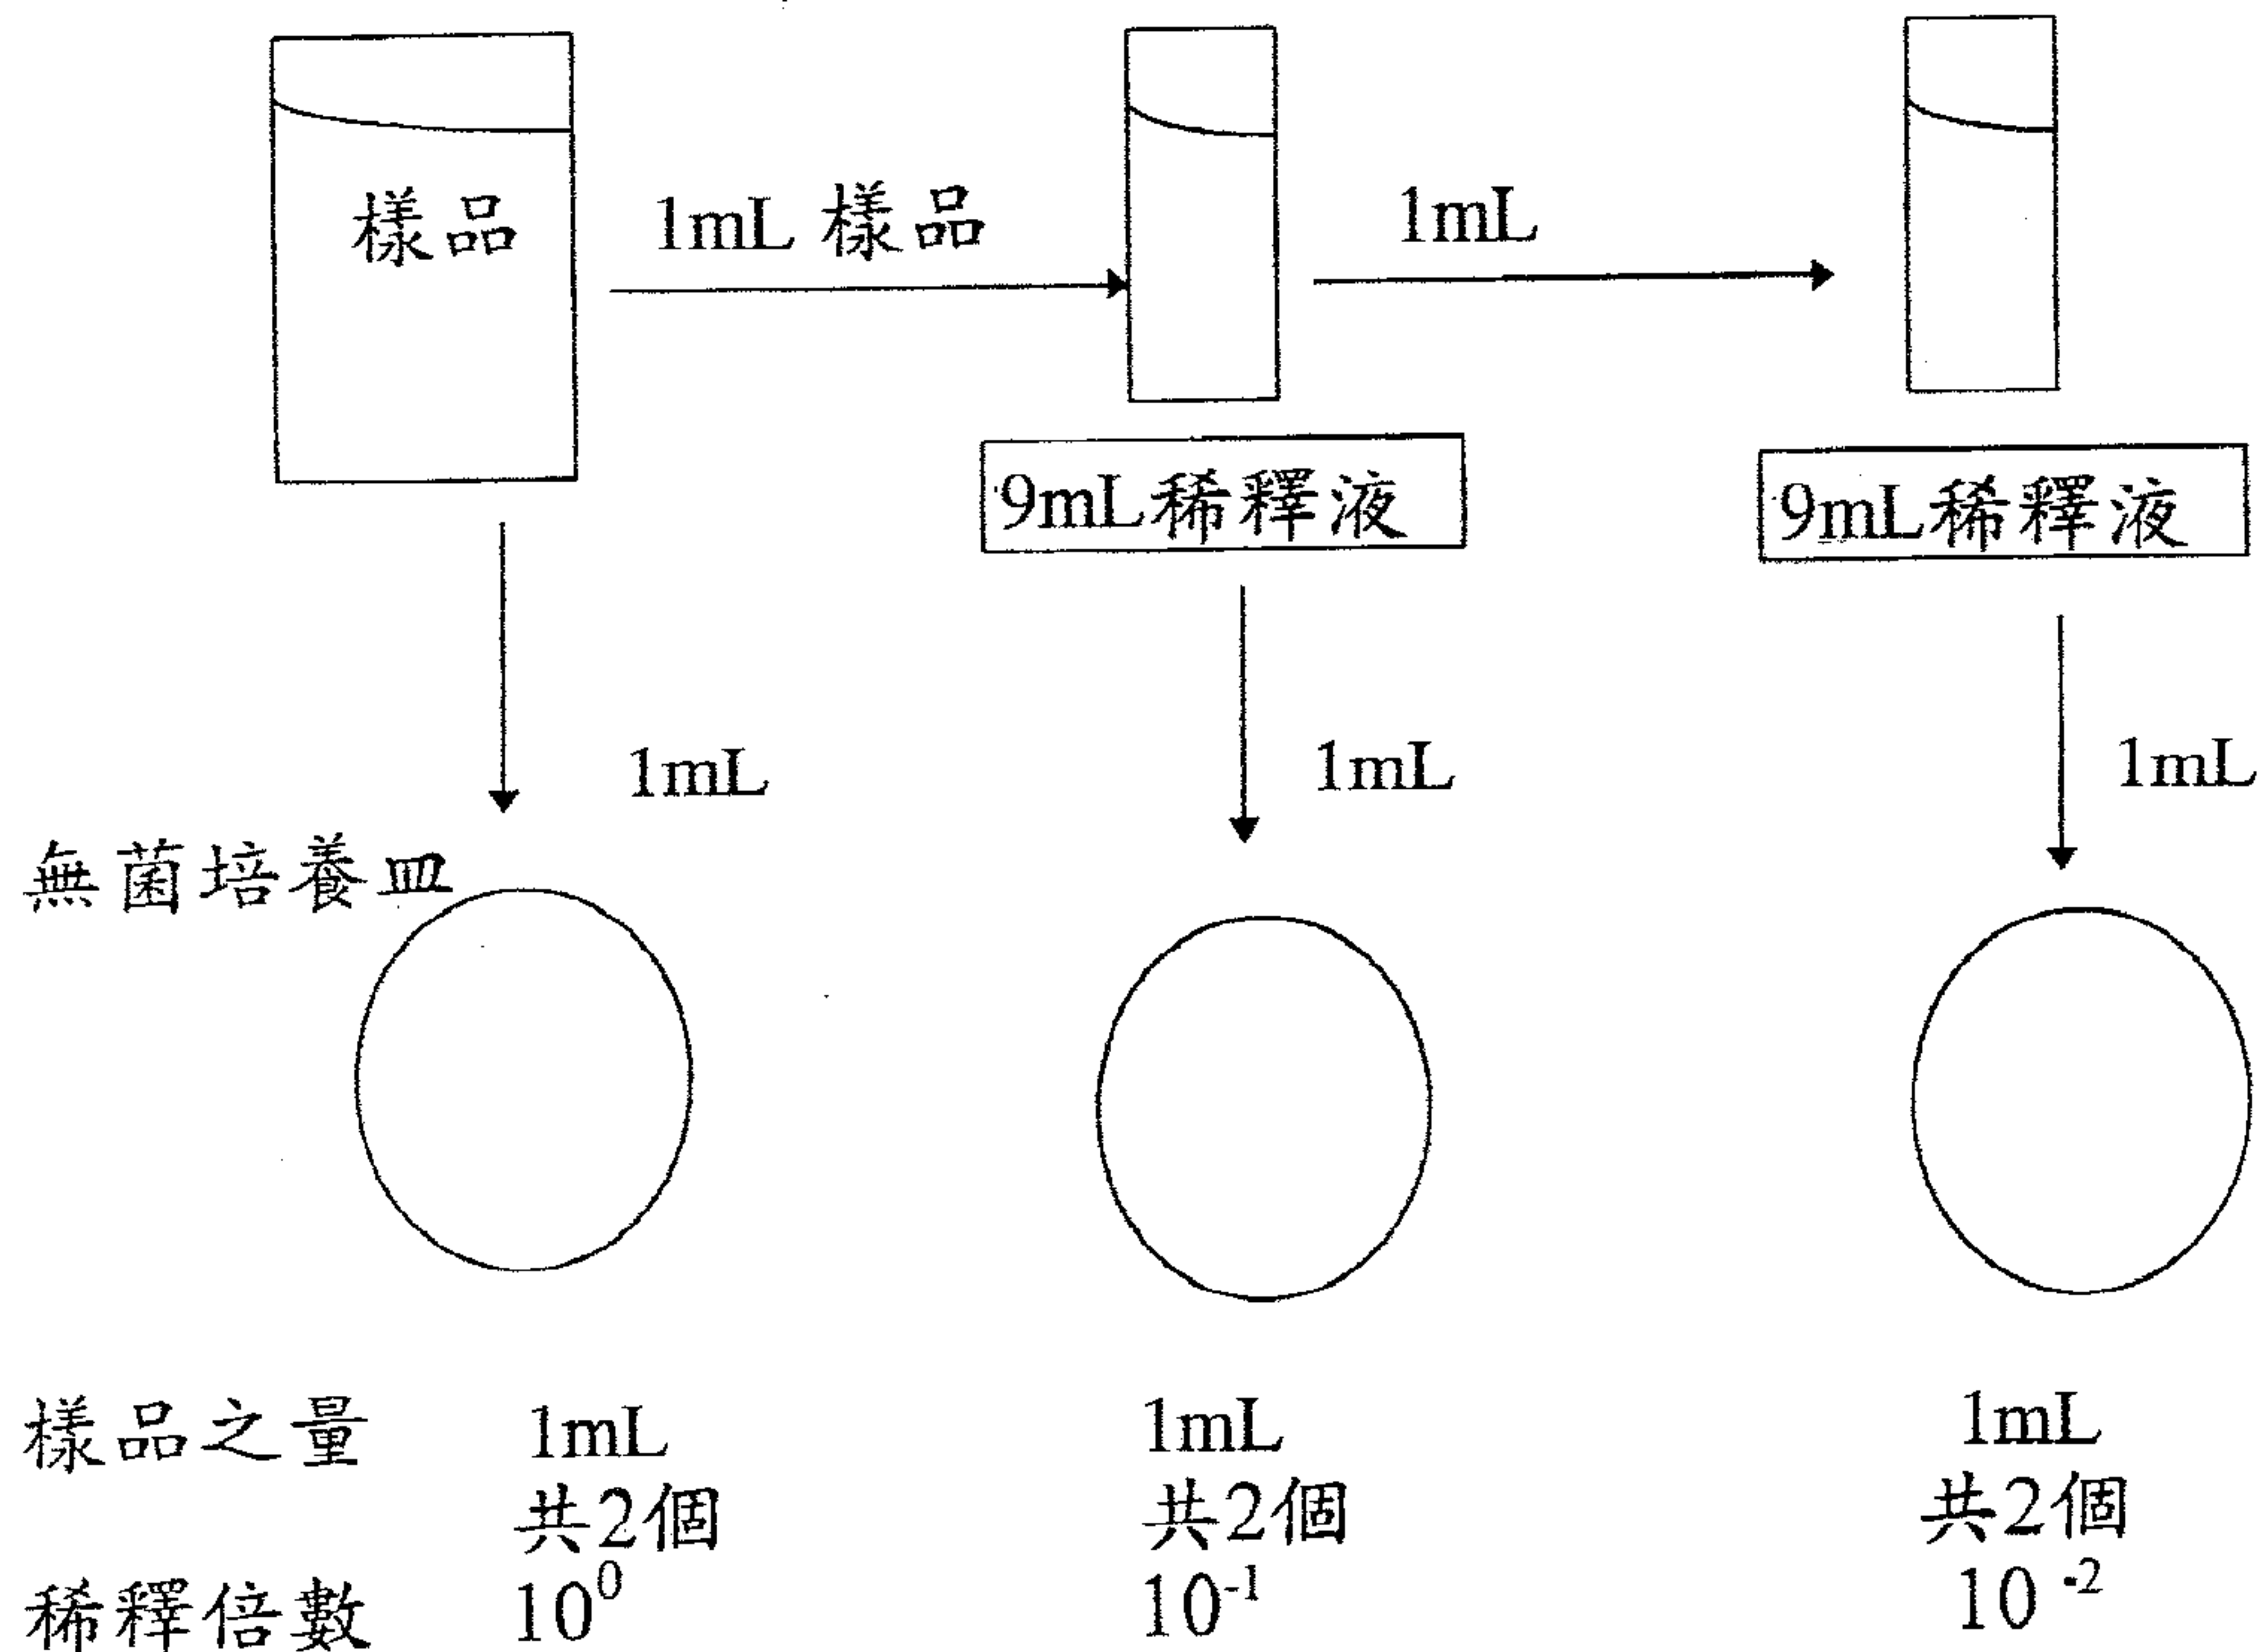 樣品
1mL 樣品
1mL
9mL稀釋液
9mL稀釋液
1mL
1mL
1mL
無菌培養皿
樣品之量 1mL 1mL 1mL
共2個 共2個 共2個
稀釋倍數 10⁰ 10⁻¹ 10⁻²